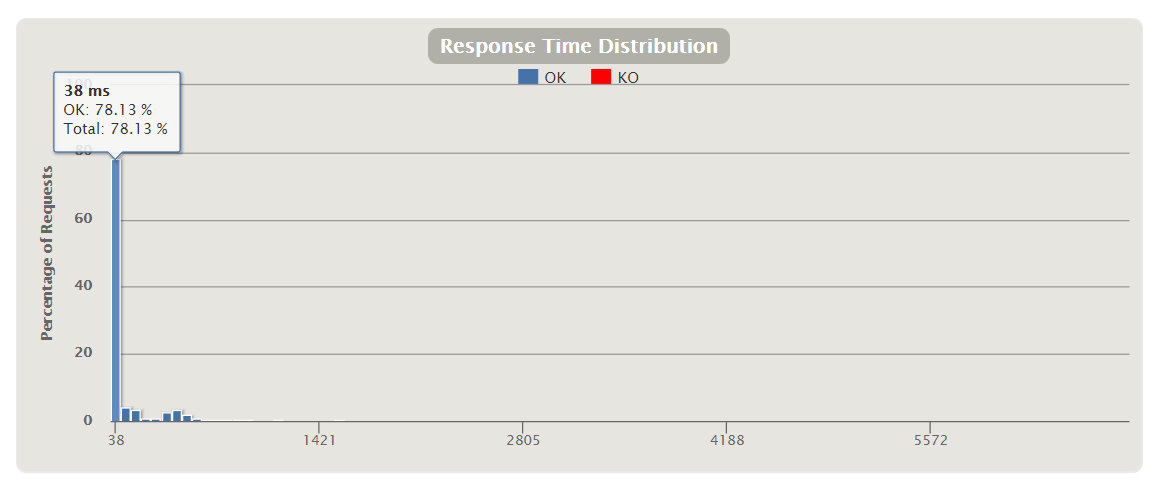 Response Time Distribution
OK KO
100
38 ms
OK: 78.13 %
Total: 78.13 %
80
60
40
20
0
Percentage of Requests
38 1421 2805 4188 5572